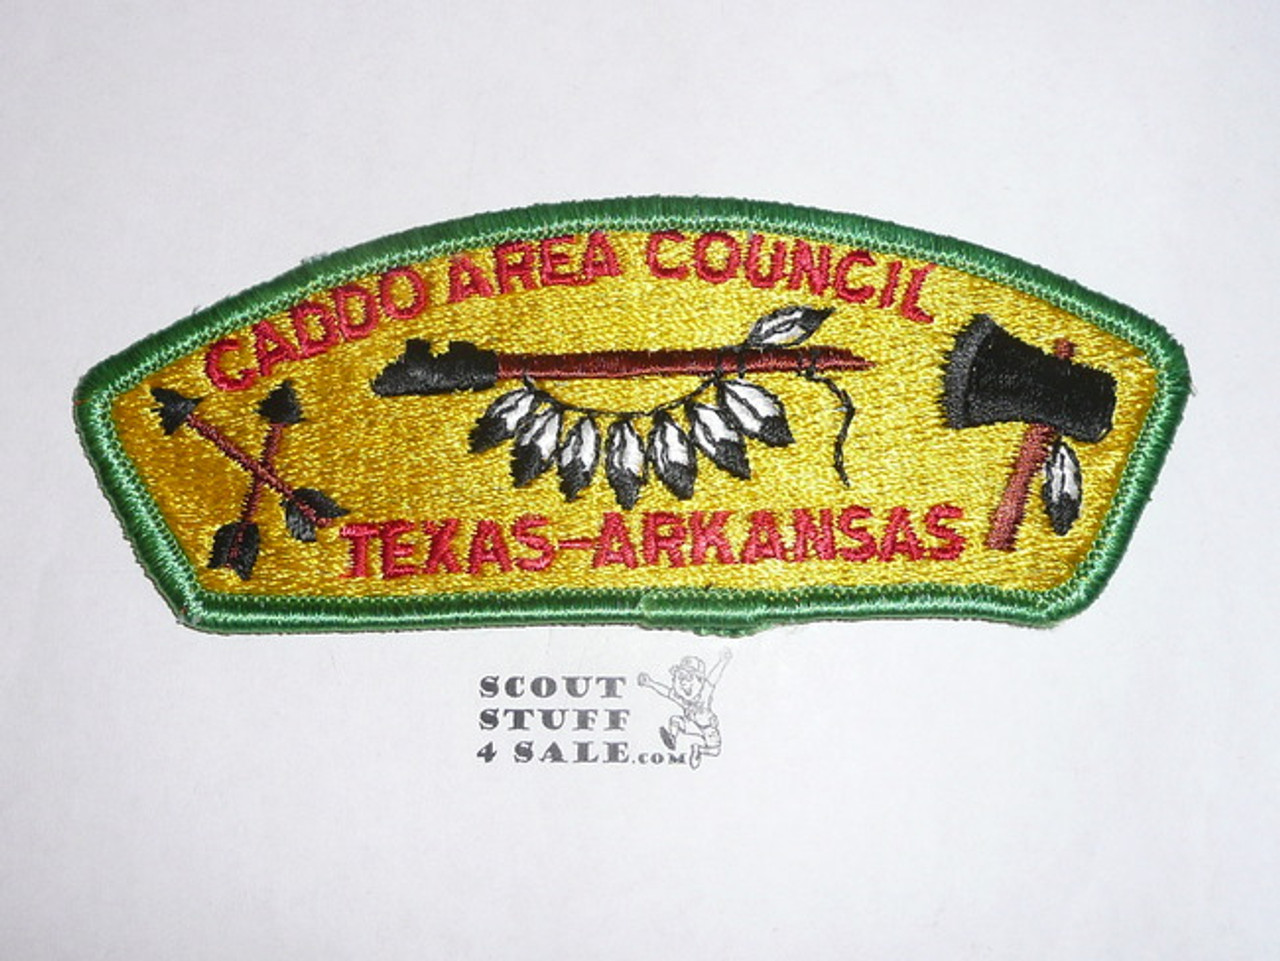 CADDO AREA COUNCIL
TEXAS-ARKANSAS
SCOUT
STUFF
4 SALE.COM